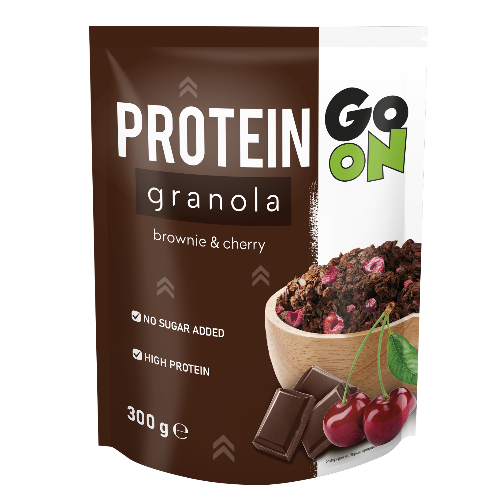 PROTEIN
granola
brownie & cherry
GO
ON
NO SUGAR ADDED
HIGH PROTEIN
300 g ℮